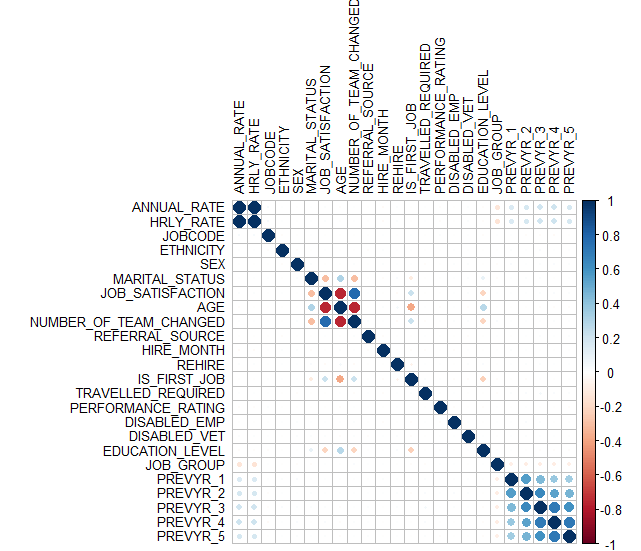 ANNUAL_RATE
HRLY_RATE
JOBCODE
ETHNICITY
SEX
MARITAL_STATUS
JOB_SATISFACTION
AGE
NUMBER_OF_TEAM_CHANGED
REFERRAL_SOURCE
HIRE_MONTH
REHIRE
IS_FIRST_JOB
TRAVELLED_REQUIRED
PERFORMANCE_RATING
DISABLED_EMP
DISABLED_VET
EDUCATION_LEVEL
JOB_GROUP
PREVYR_1
PREVYR_2
PREVYR_3
PREVYR_4
PREVYR_5
ANNUAL_RATE
HRLY_RATE
JOBCODE
ETHNICITY
SEX
MARITAL_STATUS
JOB_SATISFACTION
AGE
NUMBER_OF_TEAM_CHANGED
REFERRAL_SOURCE
HIRE_MONTH
REHIRE
IS_FIRST_JOB
TRAVELLED_REQUIRED
PERFORMANCE_RATING
DISABLED_EMP
DISABLED_VET
EDUCATION_LEVEL
JOB_GROUP
PREVYR_1
PREVYR_2
PREVYR_3
PREVYR_4
PREVYR_5
1
0.8
0.6
0.4
0.2
0
-0.2
-0.4
-0.6
-0.8
-1